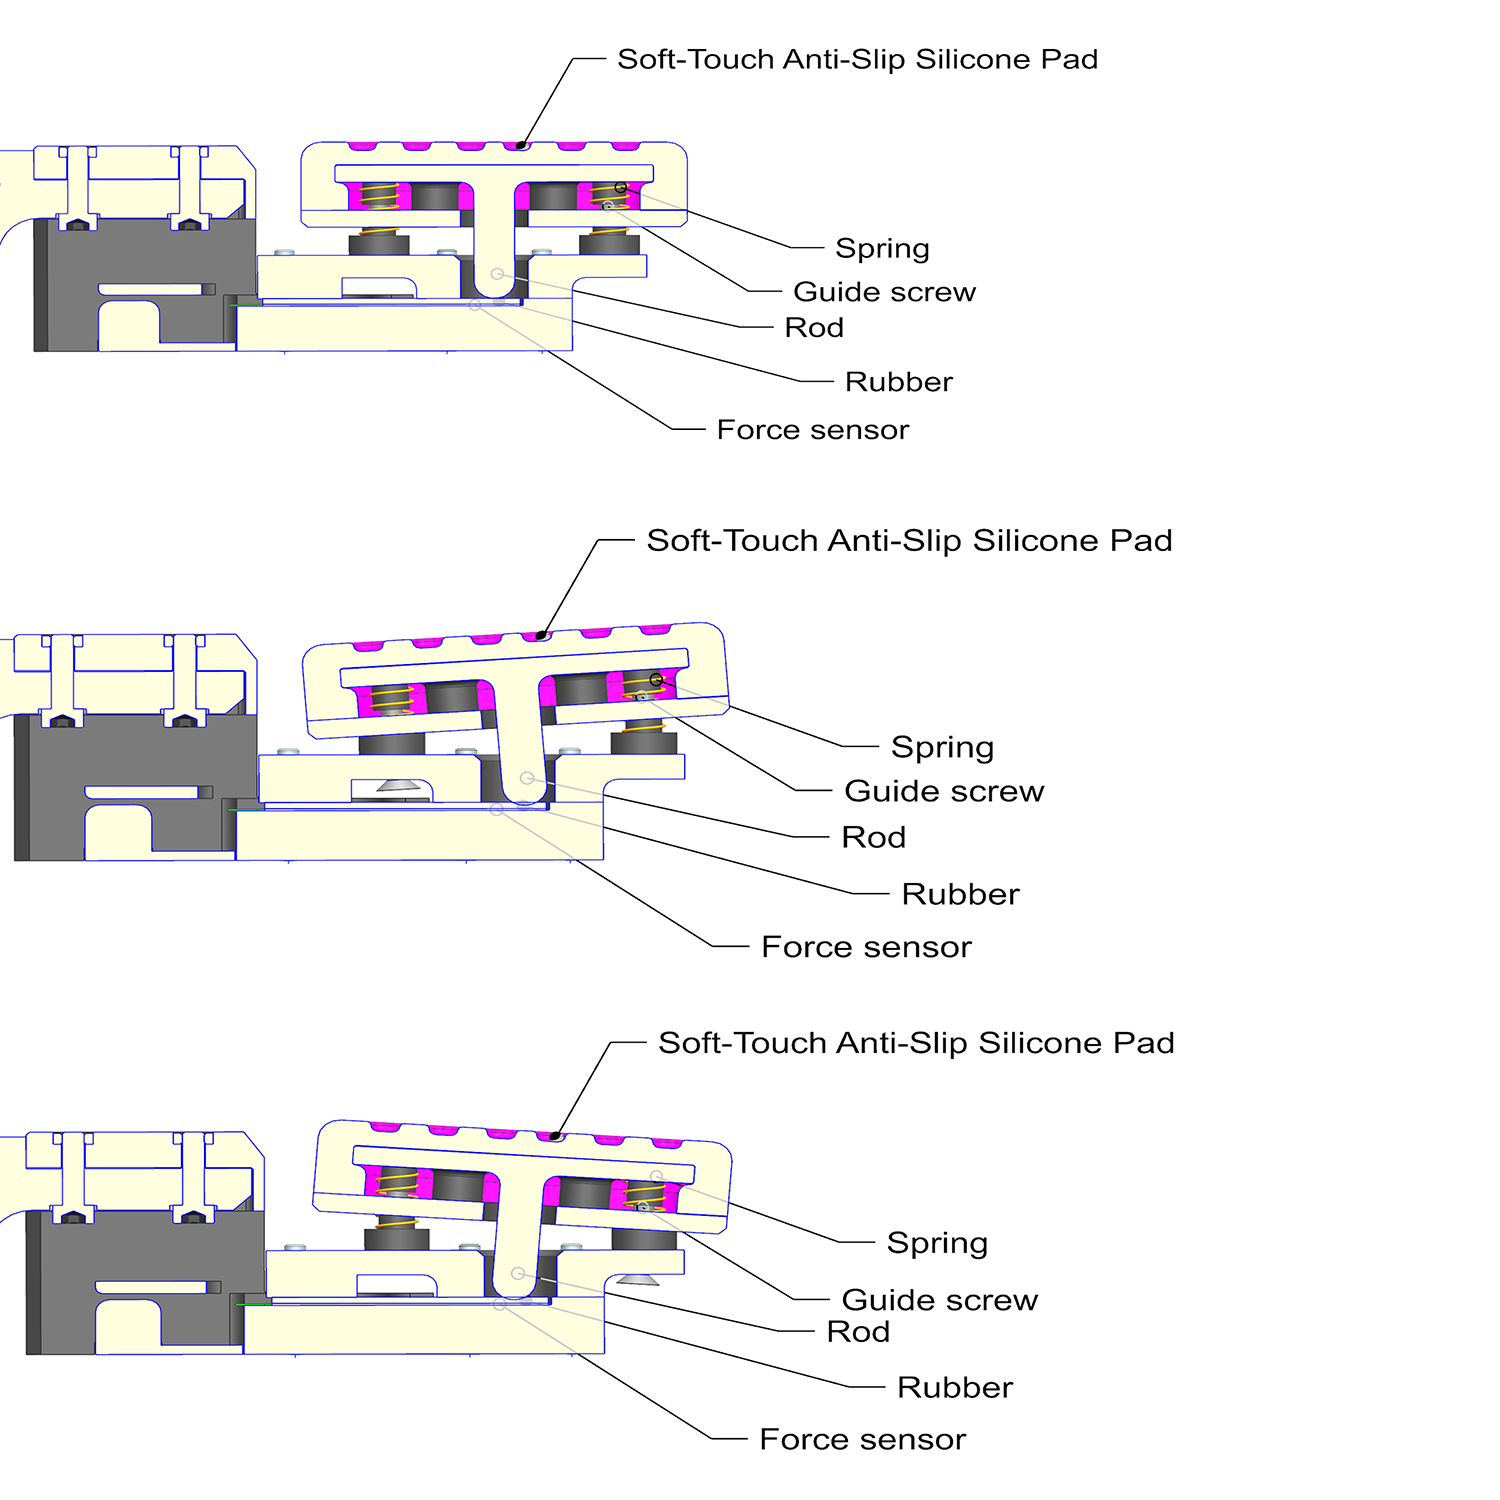 Soft-Touch Anti-Slip Silicone Pad
Spring
Guide screw
Rod
Rubber
Force sensor
Soft-Touch Anti-Slip Silicone Pad
Spring
Guide screw
Rod
Rubber
Force sensor
Soft-Touch Anti-Slip Silicone Pad
Spring
Guide screw
Rod
Rubber
Force sensor